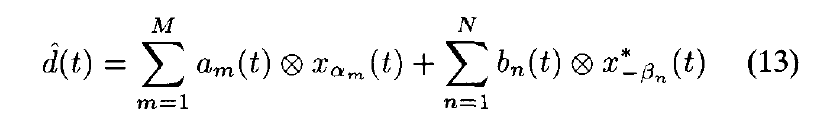 $\hat{d}(t) = \sum_{m=1}^{M} a_m(t) \otimes x_{\alpha_m}(t) + \sum_{n=1}^{N} b_n(t) \otimes x^{*}_{-\beta_n}(t) \quad (13)$